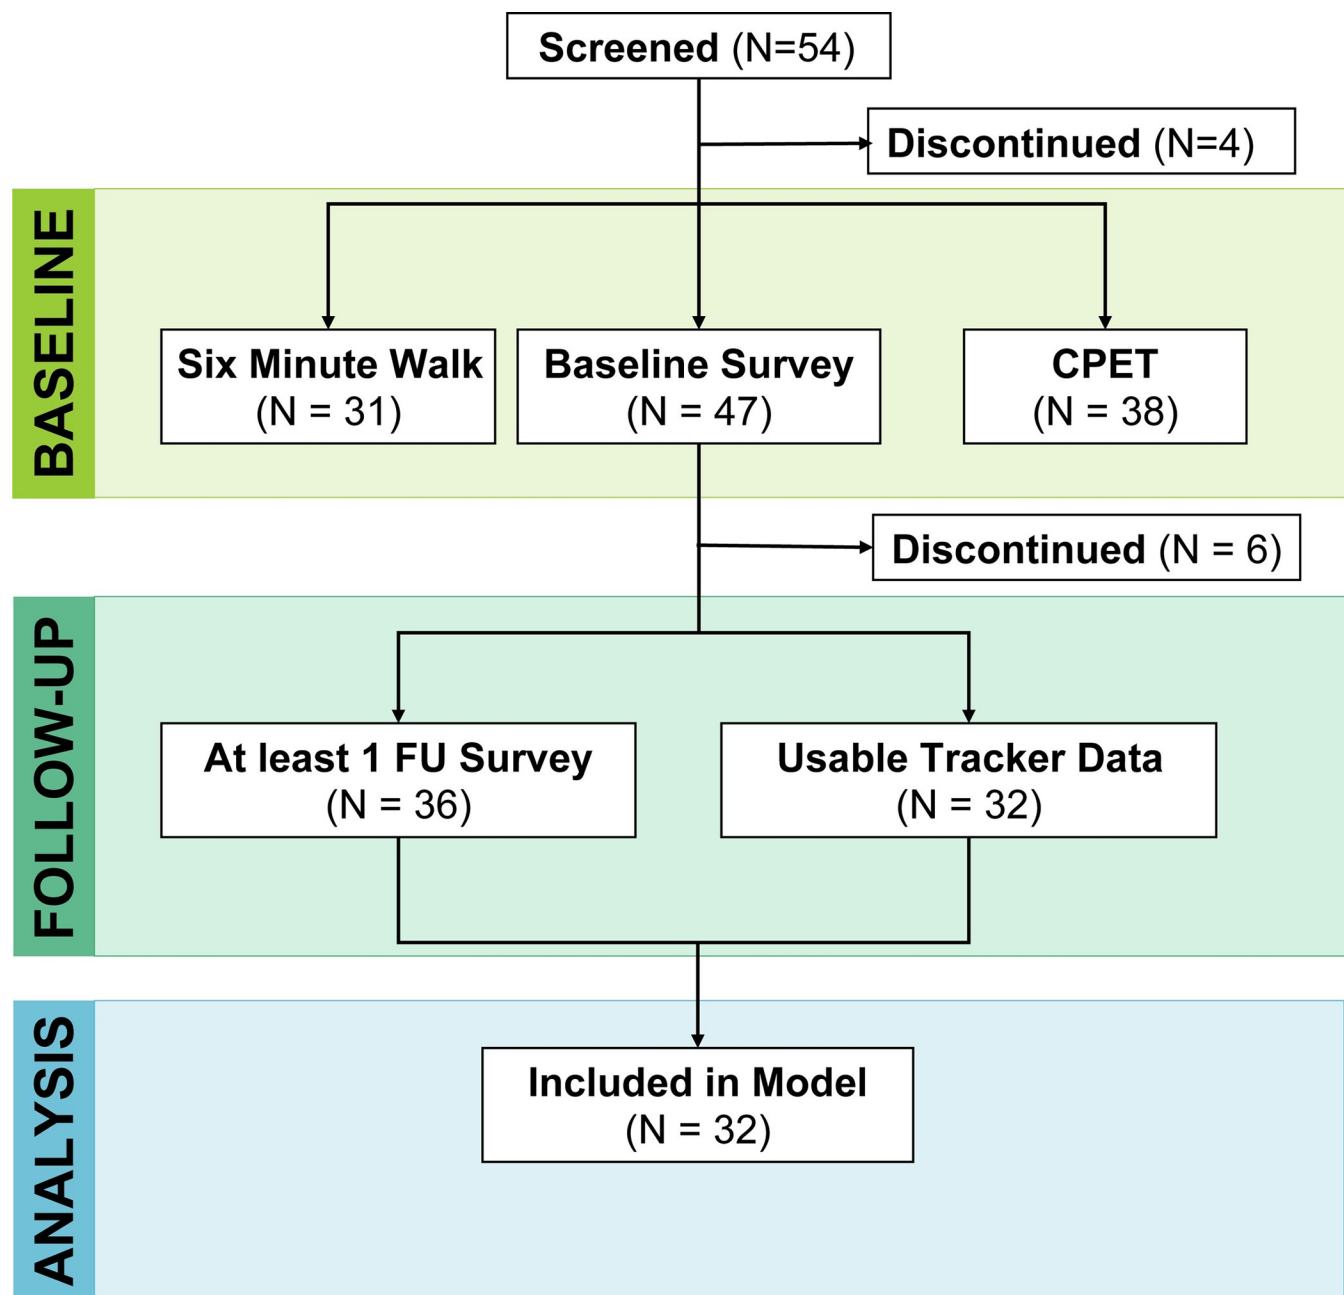 Screened (N=54)
Discontinued (N=4)
BASELINE
Six Minute Walk
(N = 31)
Baseline Survey
(N = 47)
CPET
(N = 38)
Discontinued (N = 6)
FOLLOW-UP
At least 1 FU Survey
(N = 36)
Usable Tracker Data
(N = 32)
ANALYSIS
Included in Model
(N = 32)